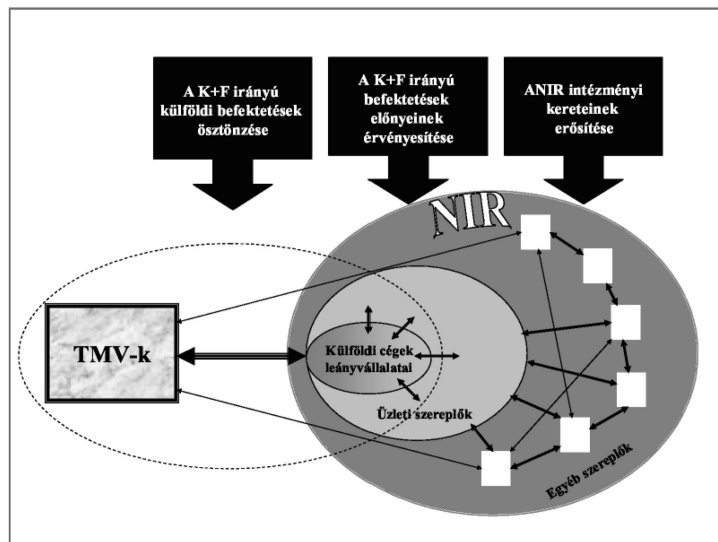 A K+F irányú
külföldi befektetések
ösztönzése
A K+F irányú
befektetések
előnyeinek
érvényesítése
ANIR intézményi
kereteinek
erősítése
NIR
TMV-k
Külföldi cégek
leányvállalatai
Üzleti szereplők
Egyéb szereplők